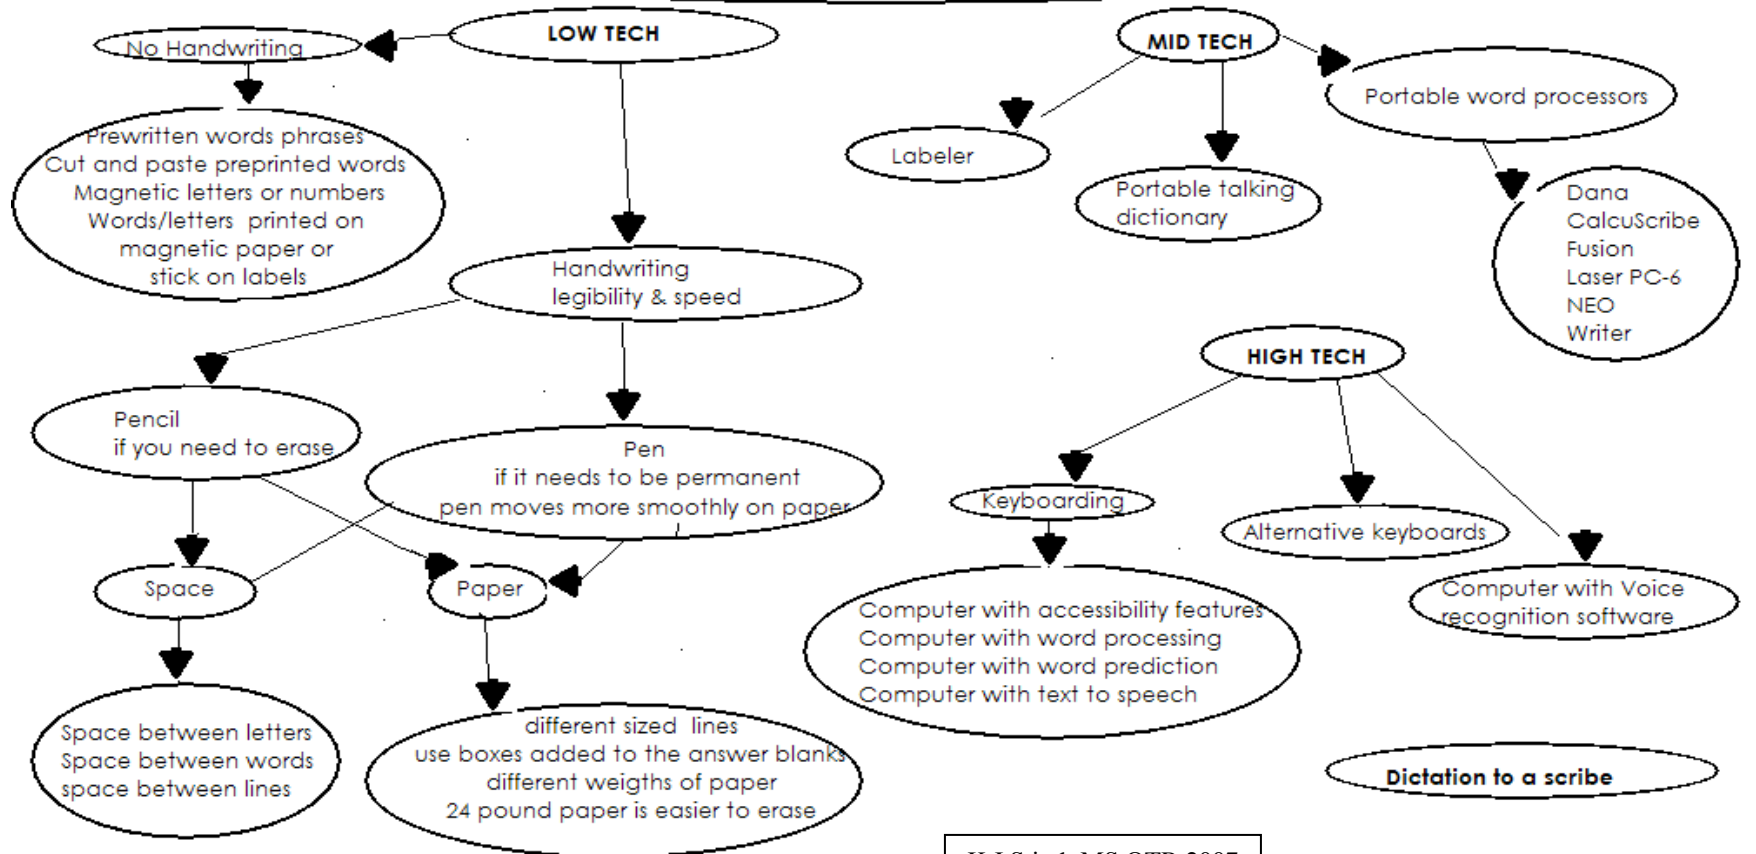 LOW TECH
No Handwriting
Prewritten words phrases
Cut and paste preprinted words
Magnetic letters or numbers
Words/letters printed on
magnetic paper or
stick on labels
Handwriting
legibility & speed
Pencil
if you need to erase
Pen
if it needs to be permanent
pen moves more smoothly on paper
Space
Paper
Space between letters
Space between words
space between lines
different sized lines
use boxes added to the answer blanks
different weigths of paper
24 pound paper is easier to erase
MID TECH
Labeler
Portable talking
dictionary
Portable word processors
Dana
CalcuScribe
Fusion
Laser PC-6
NEO
Writer
HIGH TECH
Keyboarding
Computer with accessibility features
Computer with word processing
Computer with word prediction
Computer with text to speech
Alternative keyboards
Computer with Voice
recognition software
Dictation to a scribe
2007